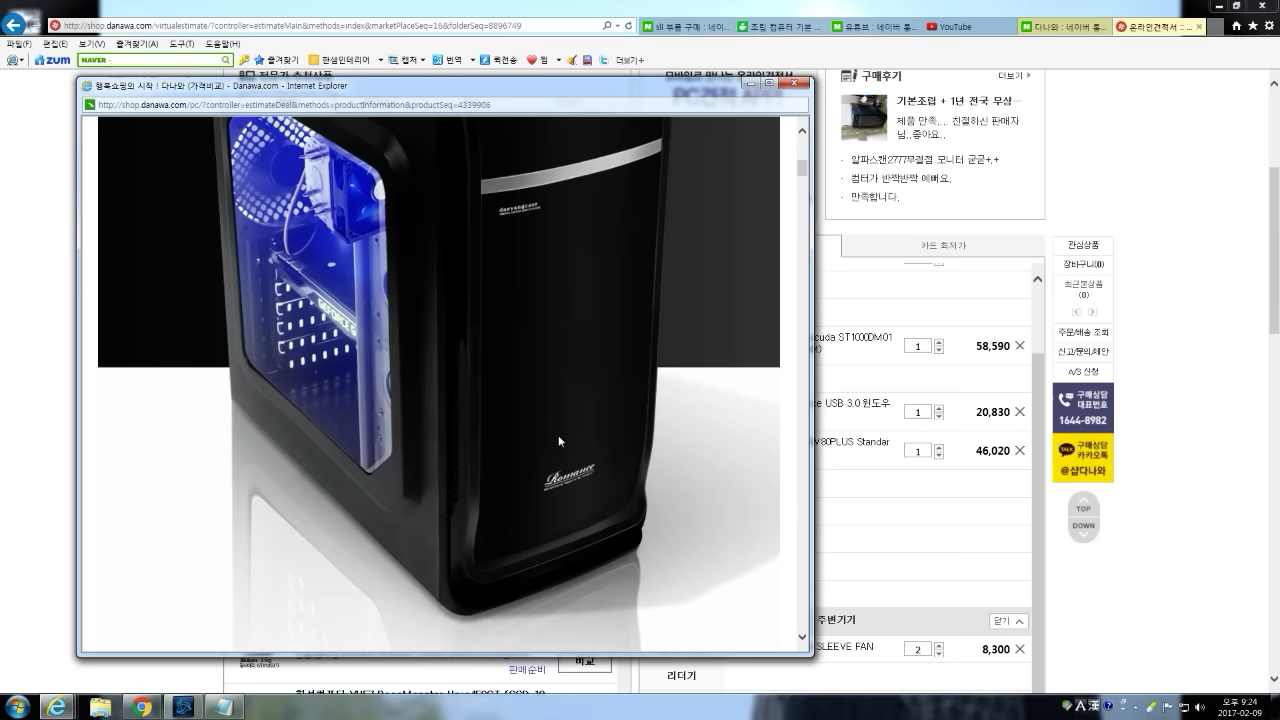 http://shop.danawa.com/virtualestimate/?controller=estimateMain&methods=index&marketPlaceSeq=16&folderSeq=8896749
sli 부품 구매 : 네이...
조립 컴퓨터 기본 ...
유튜브 : 네이버 통...
YouTube
다나와 : 네이버 통...
온라인견적서 :: ...
파일(F) 편집(E) 보기(V) 즐겨찾기(A) 도구(T) 도움말(H)
zum NAVER 즐겨찾기 한샘인테리어 캡처 번역 퀵전송 찜 더보기+
행복쇼핑의 시작 ! 다나와 (가격비교) - Danawa.com - Internet Explorer
http://shop.danawa.com/pc/?controller=estimateDeal&methods=productInformation&productSeq=4339906
구매후기 더보기
기본조립 + 1년 전국 무상…
제품 만족.... 친절하신 판매자
님..좋아요..
· 알파스캔2777무결점 모니터 굳굳+.+
· 컴터가 반짝반짝 예뻐요.
· 만족합니다.
카드 최저가
관심상품
장바구니(0)
최근본상품
(0)
주문/배송 조회
신고/문의/제안
A/S 신청
구매상담
대표번호
1644-8982
TALK 구매상담
카카오톡
@샵다나와
TOP
DOWN
cuda ST1000DM01
1 58,590
e USB 3.0 윈도우
1 20,830
V80PLUS Standar
1 46,020
GEFORCE G
daeyangcase
Romance
주변기기 닫기
SLEEVE FAN 2 8,300
리더기
판매준비
비교
오후 9:24
2017-02-09